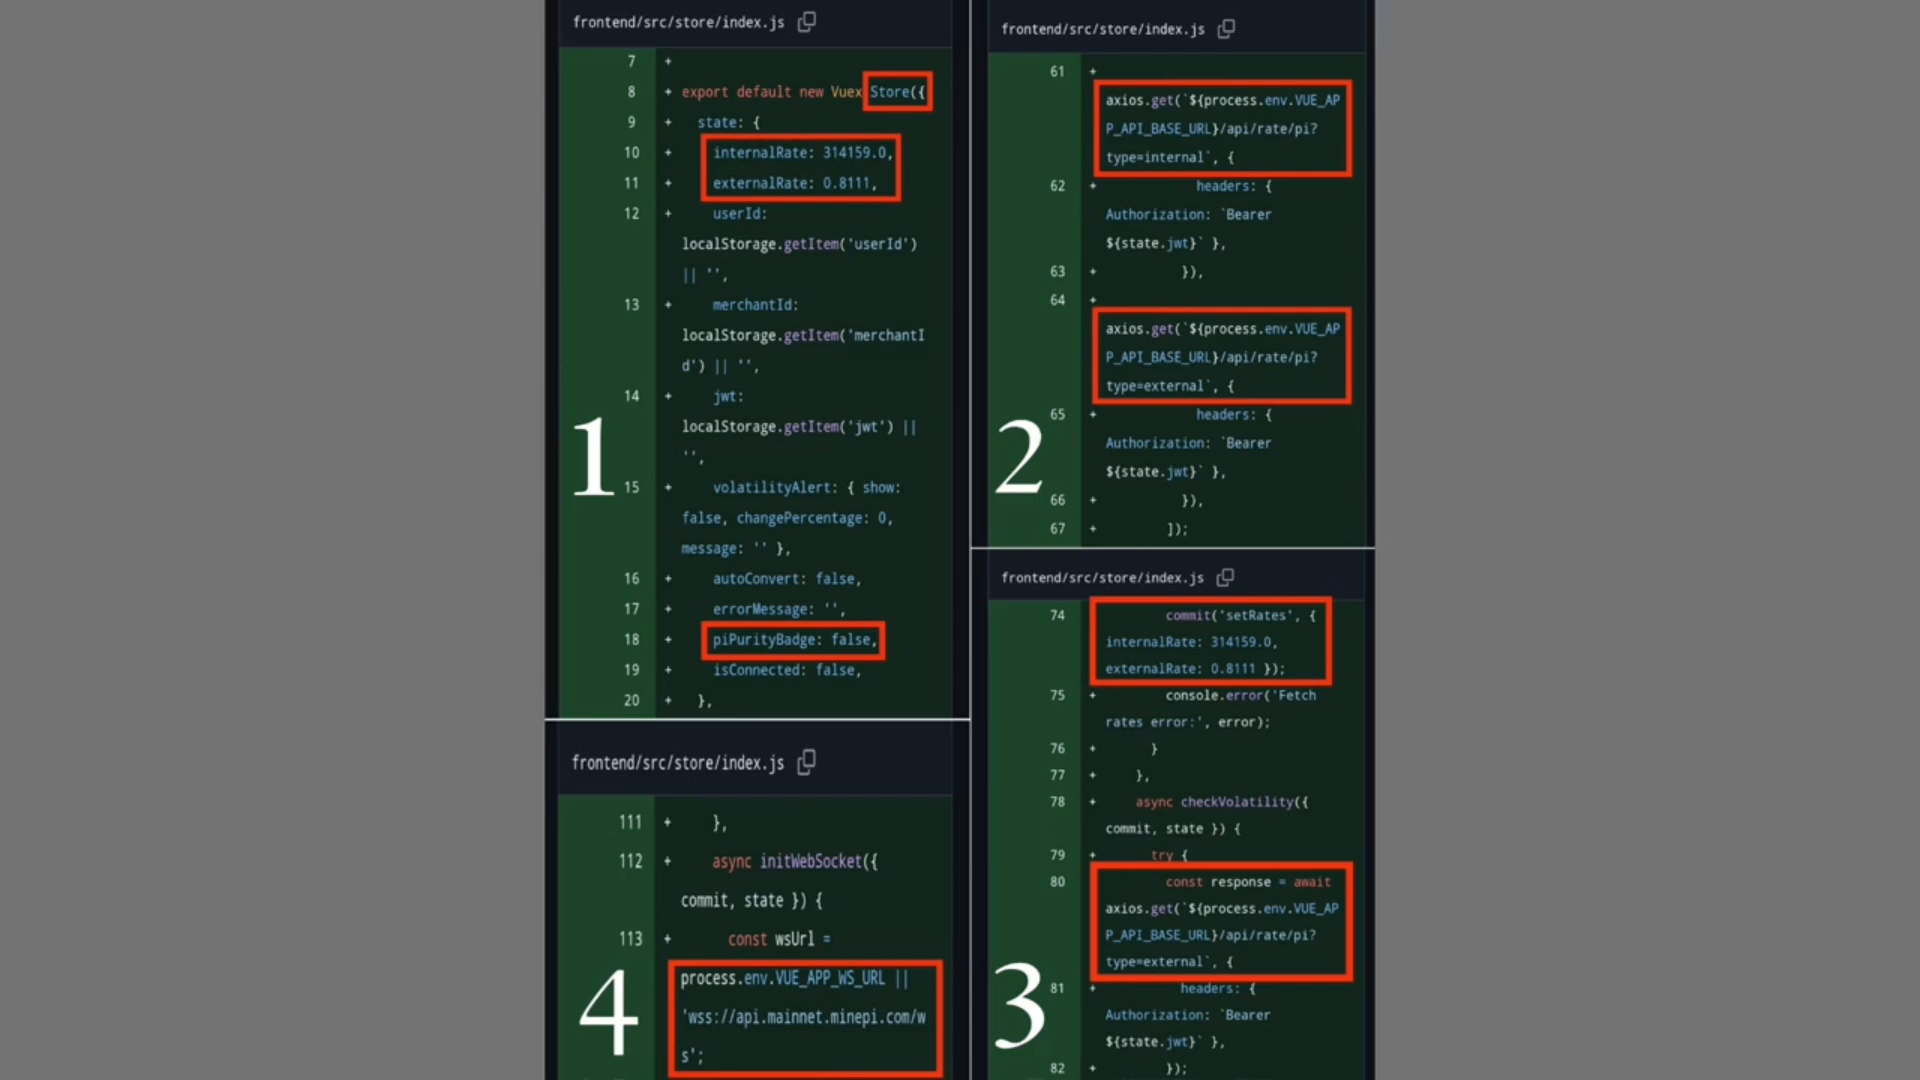 frontend/src/store/index.js
7 +
8 + export default new Vuex Store({
9 + state: {
10 + internalRate: 314159.0,
11 + externalRate: 0.8111,
12 + userId:
localStorage.getItem('userId')
|| '',
13 + merchantId:
localStorage.getItem('merchantI
d') || '',
14 + jwt:
localStorage.getItem('jwt') ||
'',
15 + volatilityAlert: { show:
false, changePercentage: 0,
message: '' },
16 + autoConvert: false,
17 + errorMessage: '',
18 + piPurityBadge: false,
19 + isConnected: false,
20 + },
1
frontend/src/store/index.js
61 +
axios.get(`${process.env.VUE_AP
P_API_BASE_URL}/api/rate/pi?
type=internal`, {
62 + headers: {
Authorization: `Bearer
${state.jwt}` },
63 + }),
64 +
axios.get(`${process.env.VUE_AP
P_API_BASE_URL}/api/rate/pi?
type=external`, {
65 + headers: {
Authorization: `Bearer
${state.jwt}` },
66 + }),
67 + ]);
2
frontend/src/store/index.js
74 commit('setRates', {
internalRate: 314159.0,
externalRate: 0.8111 });
75 + console.error('Fetch
rates error:', error);
76 + }
77 + },
78 + async checkVolatility({
commit, state }) {
79 + try {
80 const response = await
axios.get(`${process.env.VUE_AP
P_API_BASE_URL}/api/rate/pi?
type=external`, {
81 + headers: {
Authorization: `Bearer
${state.jwt}` },
82 + });
3
frontend/src/store/index.js
111 + },
112 + async initWebSocket({
commit, state }) {
113 + const wsUrl =
process.env.VUE_APP_WS_URL ||
'wss://api.mainnet.minepi.com/w
s';
4